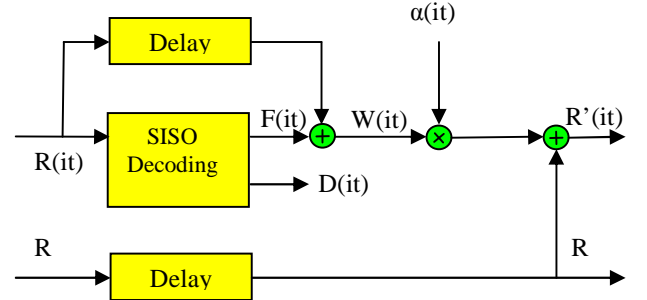 α(it)
Delay
F(it)
+
W(it)
×
+
R’(it)
SISO
Decoding
R(it)
D(it)
R
Delay
R